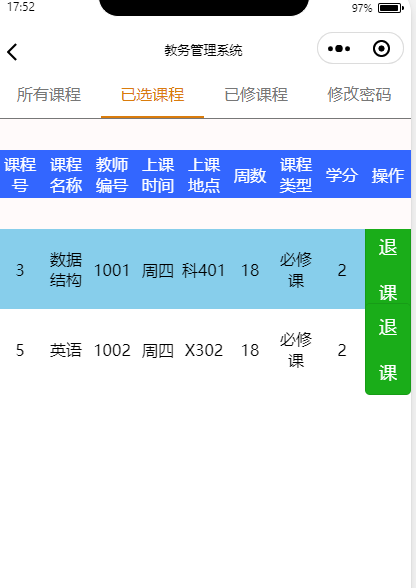 17:52
97%
教务管理系统
所有课程 已选课程 已修课程 修改密码
课程号 课程名称 教师编号 上课时间 上课地点 周数 课程类型 学分 操作
3 数据结构 1001 周四 科401 18 必修课 2 退课
5 英语 1002 周四 X302 18 必修课 2 退课